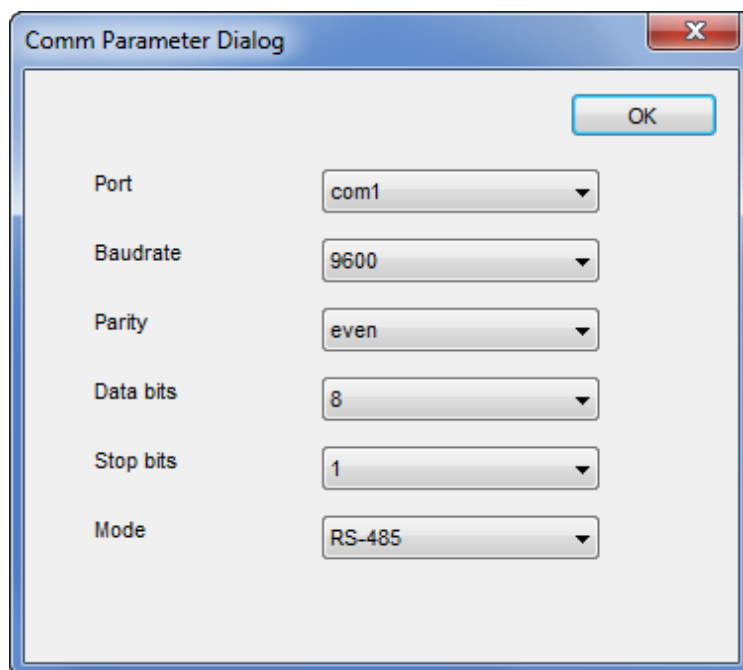 Comm Parameter Dialog
OK
Port com1
Baudrate 9600
Parity even
Data bits 8
Stop bits 1
Mode RS-485